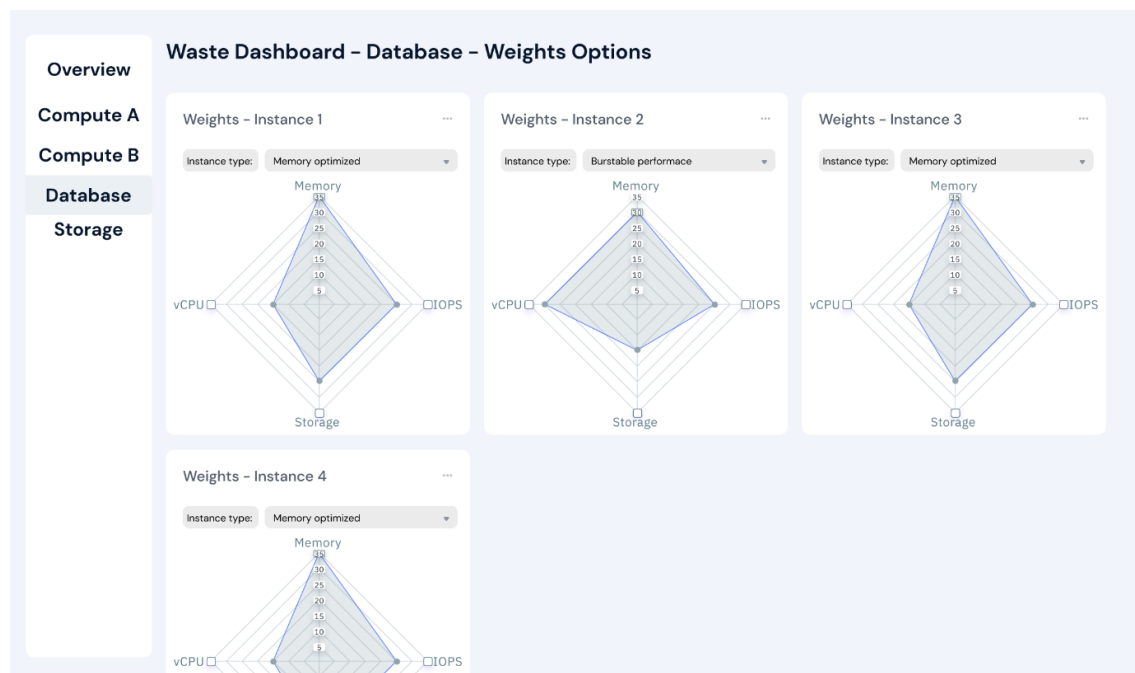 Waste Dashboard - Database - Weights Options
Overview
Compute A
Compute B
Database
Storage
Weights - Instance 1
...
Instance type:
Memory optimized
Memory
35
30
25
20
15
10
5
vCPU
IOPS
Storage
Weights - Instance 2
...
Instance type:
Burstable performace
Memory
35
30
25
20
15
10
5
vCPU
IOPS
Storage
Weights - Instance 3
...
Instance type:
Memory optimized
Memory
35
30
25
20
15
10
5
vCPU
IOPS
Storage
Weights - Instance 4
...
Instance type:
Memory optimized
Memory
35
30
25
20
15
10
5
vCPU
IOPS